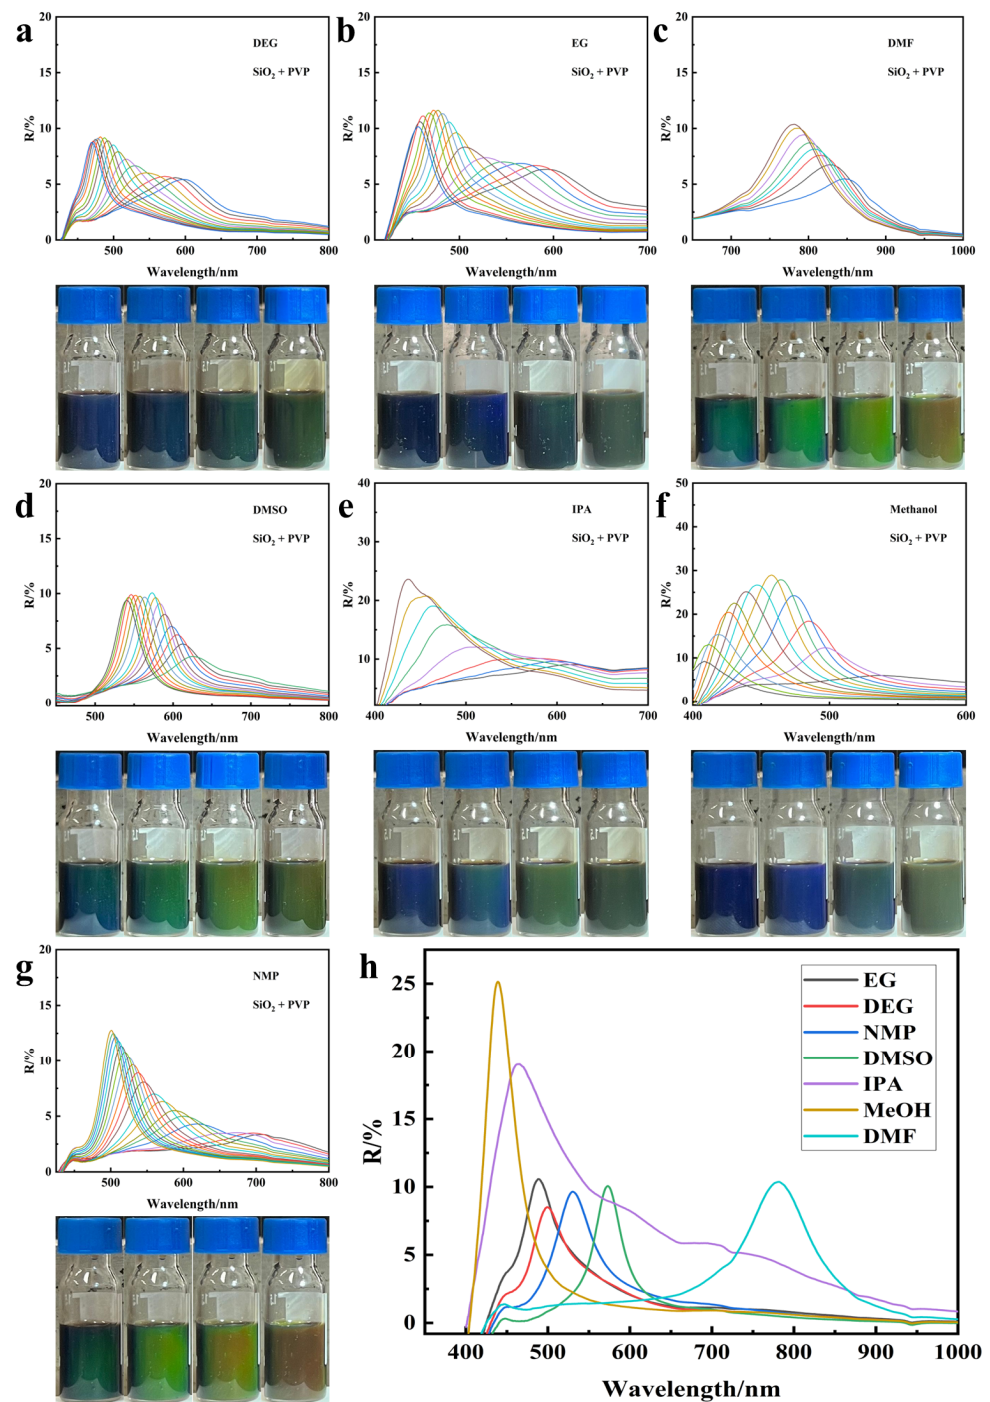 a
DEG
SiO2 + PVP
R/%
20
15
10
5
0
500
600
700
800
Wavelength/nm
b
EG
SiO2 + PVP
R/%
20
15
10
5
0
500
600
700
Wavelength/nm
c
DMF
SiO2 + PVP
R/%
20
15
10
5
0
700
800
900
1000
Wavelength/nm
d
DMSO
SiO2 + PVP
R/%
20
15
10
5
0
500
600
700
800
Wavelength/nm
e
IPA
SiO2 + PVP
R/%
40
30
20
10
400
500
600
700
Wavelength/nm
f
Methanol
SiO2 + PVP
R/%
50
40
30
20
10
0
400
500
600
Wavelength/nm
g
NMP
SiO2 + PVP
R/%
20
15
10
5
0
500
600
700
800
Wavelength/nm
h
EG
DEG
NMP
DMSO
IPA
MeOH
DMF
R/%
25
20
15
10
5
0
400
500
600
700
800
900
1000
Wavelength/nm